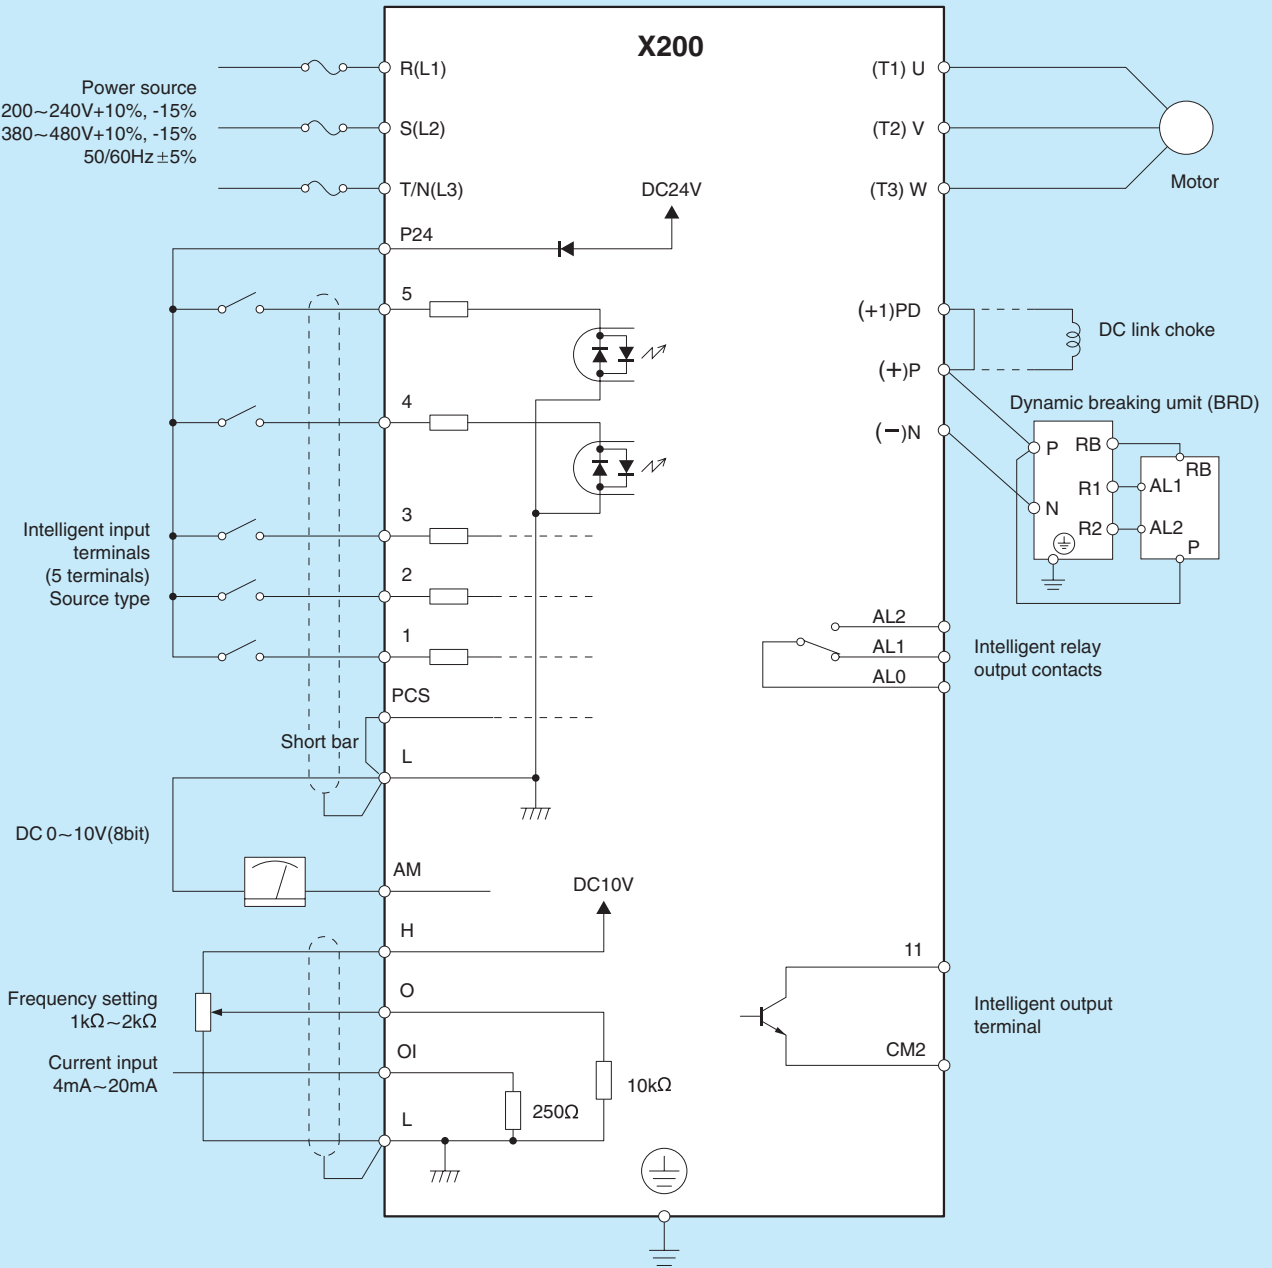 X200
Power source
200~240V+10%, -15%
380~480V+10%, -15%
50/60Hz±5%
R(L1)
S(L2)
T/N(L3)
(T1) U
(T2) V
(T3) W
Motor
DC24V
P24
5
4
3
2
1
Intelligent input
terminals
(5 terminals)
Source type
PCS
Short bar
L
DC 0~10V(8bit)
AM
DC10V
H
O
OI
L
Frequency setting
1kΩ~2kΩ
Current input
4mA~20mA
250Ω
10kΩ
(+1)PD
(+)P
(−)N
DC link choke
Dynamic breaking umit (BRD)
P
N
RB
R1
R2
RB
AL1
AL2
P
AL2
AL1
AL0
Intelligent relay
output contacts
11
CM2
Intelligent output
terminal